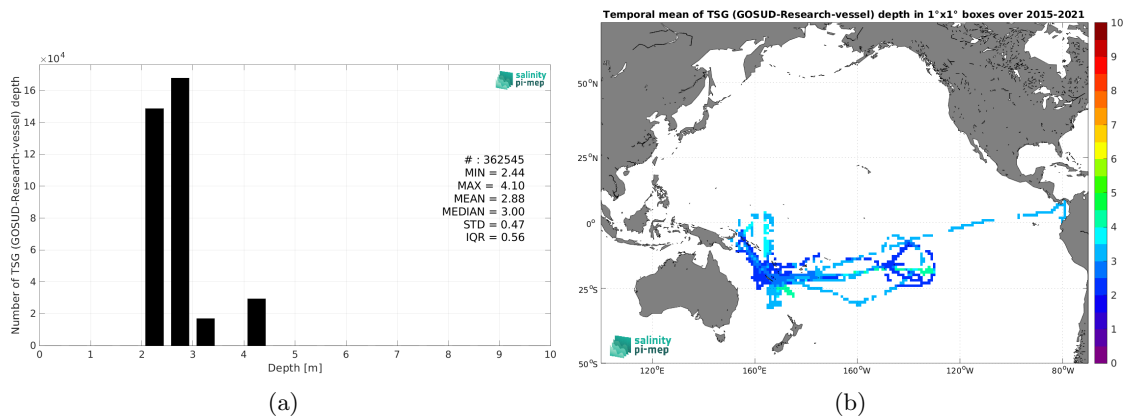 ×10⁴
16
14
12
10
8
6
4
2
0
Number of TSG (GOSUD-Research-vessel) depth
salinity
pi-mep
# : 362545
MIN = 2.44
MAX = 4.10
MEAN = 2.88
MEDIAN = 3.00
STD = 0.47
IQR = 0.56
0 1 2 3 4 5 6 7 8 9 10
Depth [m]
(a)
Temporal mean of TSG (GOSUD-Research-vessel) depth in 1°x1° boxes over 2015-2021
50°N
25°N
0°
25°S
50°S
120°E 160°E 160°W 120°W 80°W
salinity
pi-mep
10
9
8
7
6
5
4
3
2
1
0
(b)